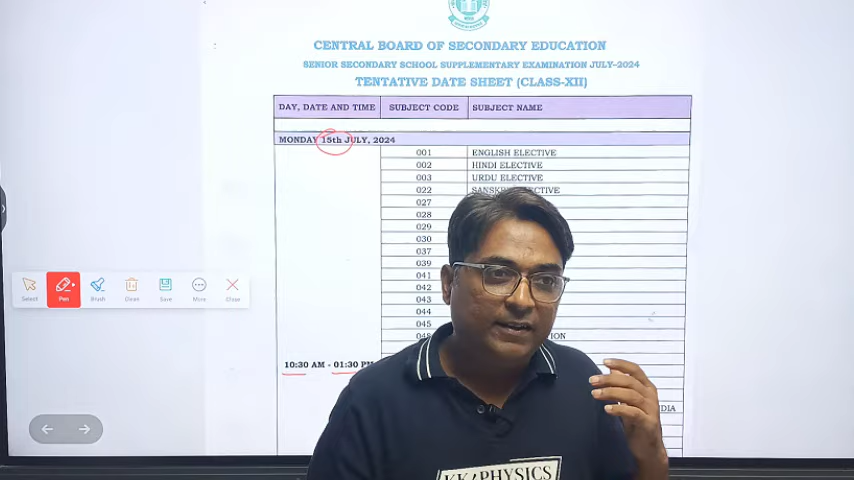 CENTRAL BOARD OF SECONDARY EDUCATION
SENIOR SECONDARY SCHOOL SUPPLEMENTARY EXAMINATION JULY-2024
TENTATIVE DATE SHEET (CLASS-XII)
DAY, DATE AND TIME SUBJECT CODE SUBJECT NAME
MONDAY 15th JULY, 2024
001 ENGLISH ELECTIVE
002 HINDI ELECTIVE
003 URDU ELECTIVE
022
027
028
029
030
037
039
041
042
043
044
045
048
10:30 AM - 01:30
DIA
Select Pen Brush Clean Save More Close
PHYSICS